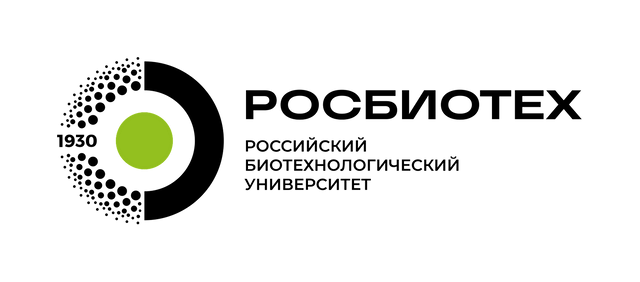 1930
РОСБИОТЕХ
РОССИЙСКИЙ
БИОТЕХНОЛОГИЧЕСКИЙ
УНИВЕРСИТЕТ